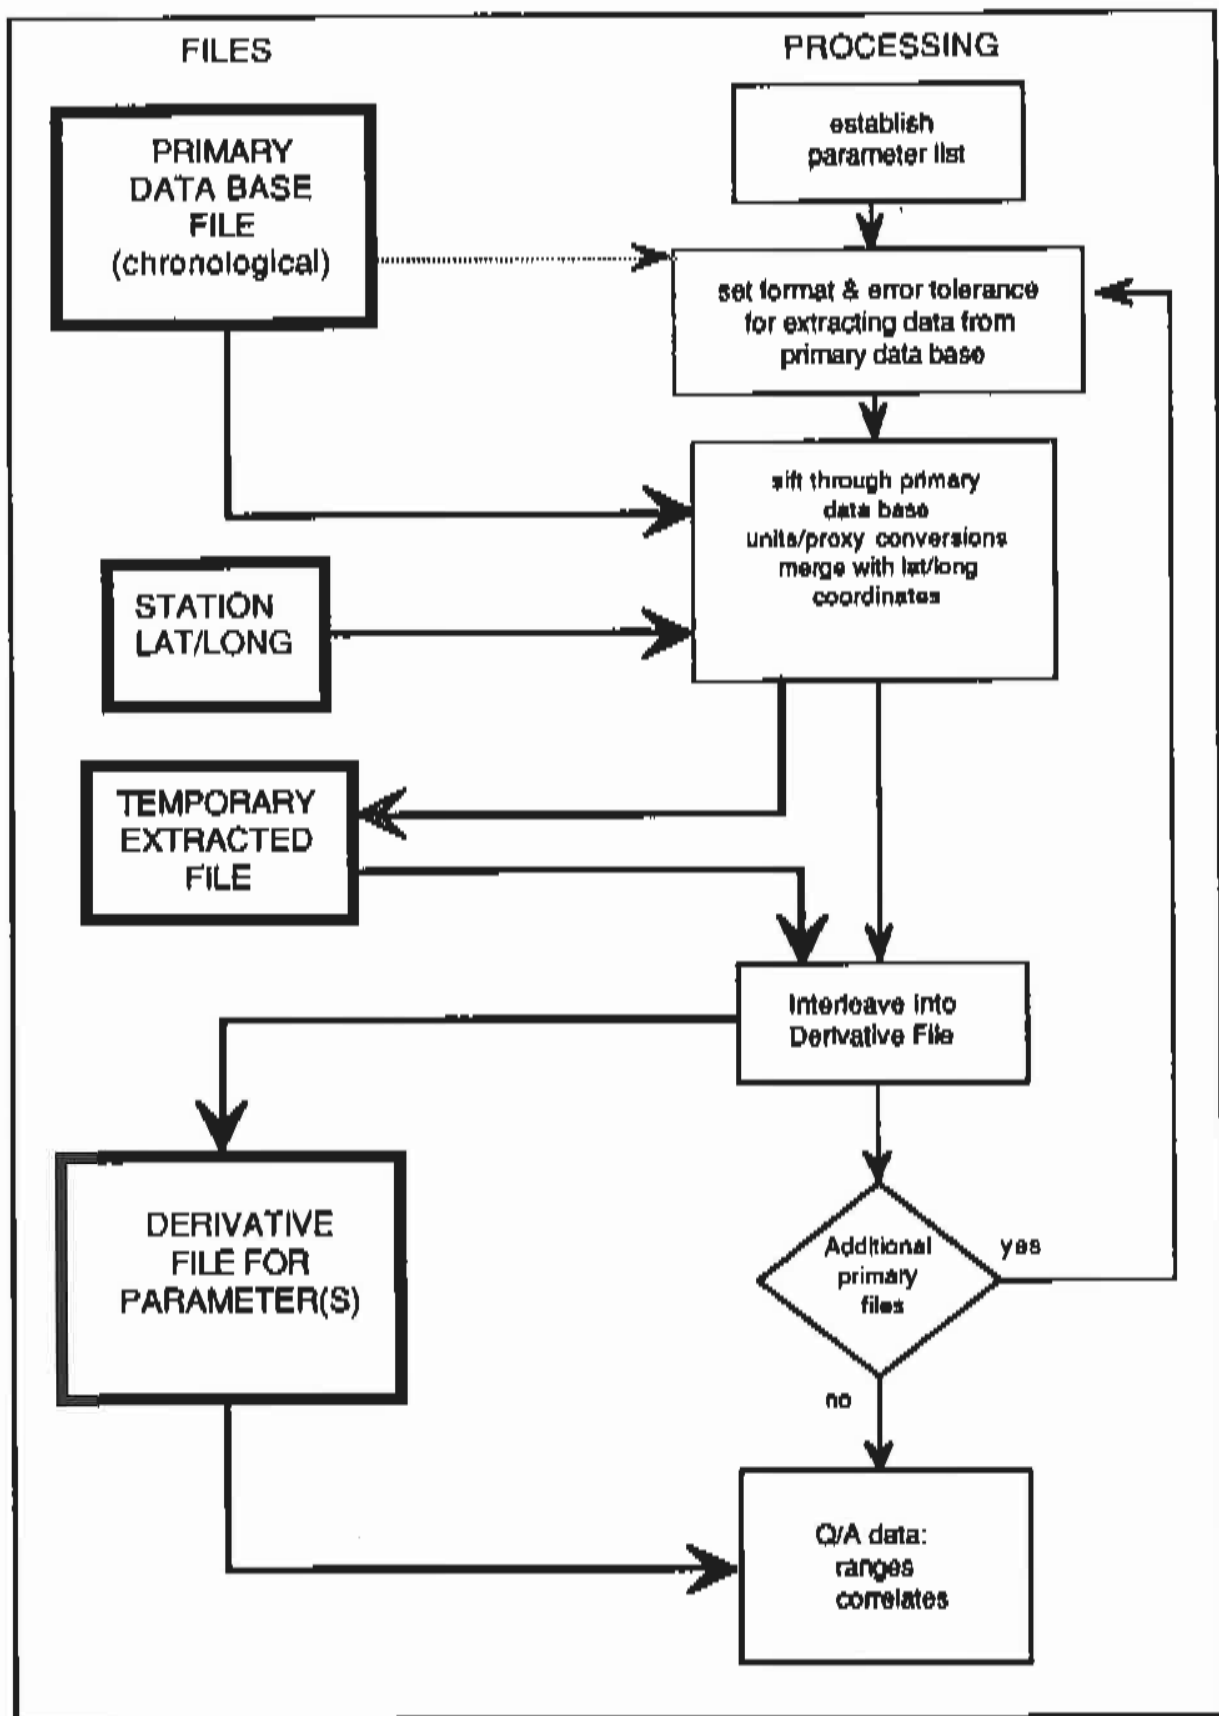 FILES
PROCESSING
PRIMARY
DATA BASE
FILE
(chronological)
establish
parameter list
set format & error tolerance
for extracting data from
primary data base
sift through primary
data base
units/proxy conversions
merge with lat/long
coordinates
STATION
LAT/LONG
TEMPORARY
EXTRACTED
FILE
Interleave into
Derivative File
DERIVATIVE
FILE FOR
PARAMETER(S)
Additional
primary
files
yes
no
Q/A data:
ranges
correlates